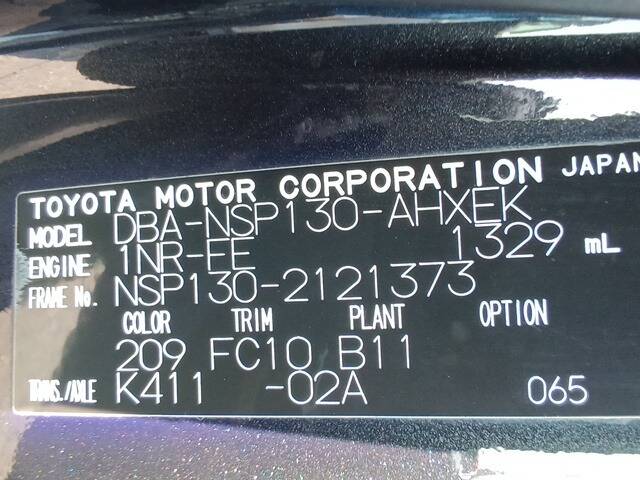 TOYOTA MOTOR CORPORATION JAPAN
MODEL DBA-NSP130-AHXEK
ENGINE 1NR-FE 1329 mL
FRAME No. NSP130-2121373
COLOR TRIM PLANT OPTION
209 FC10 B11
TRANS./AXLE K411 -02A 065